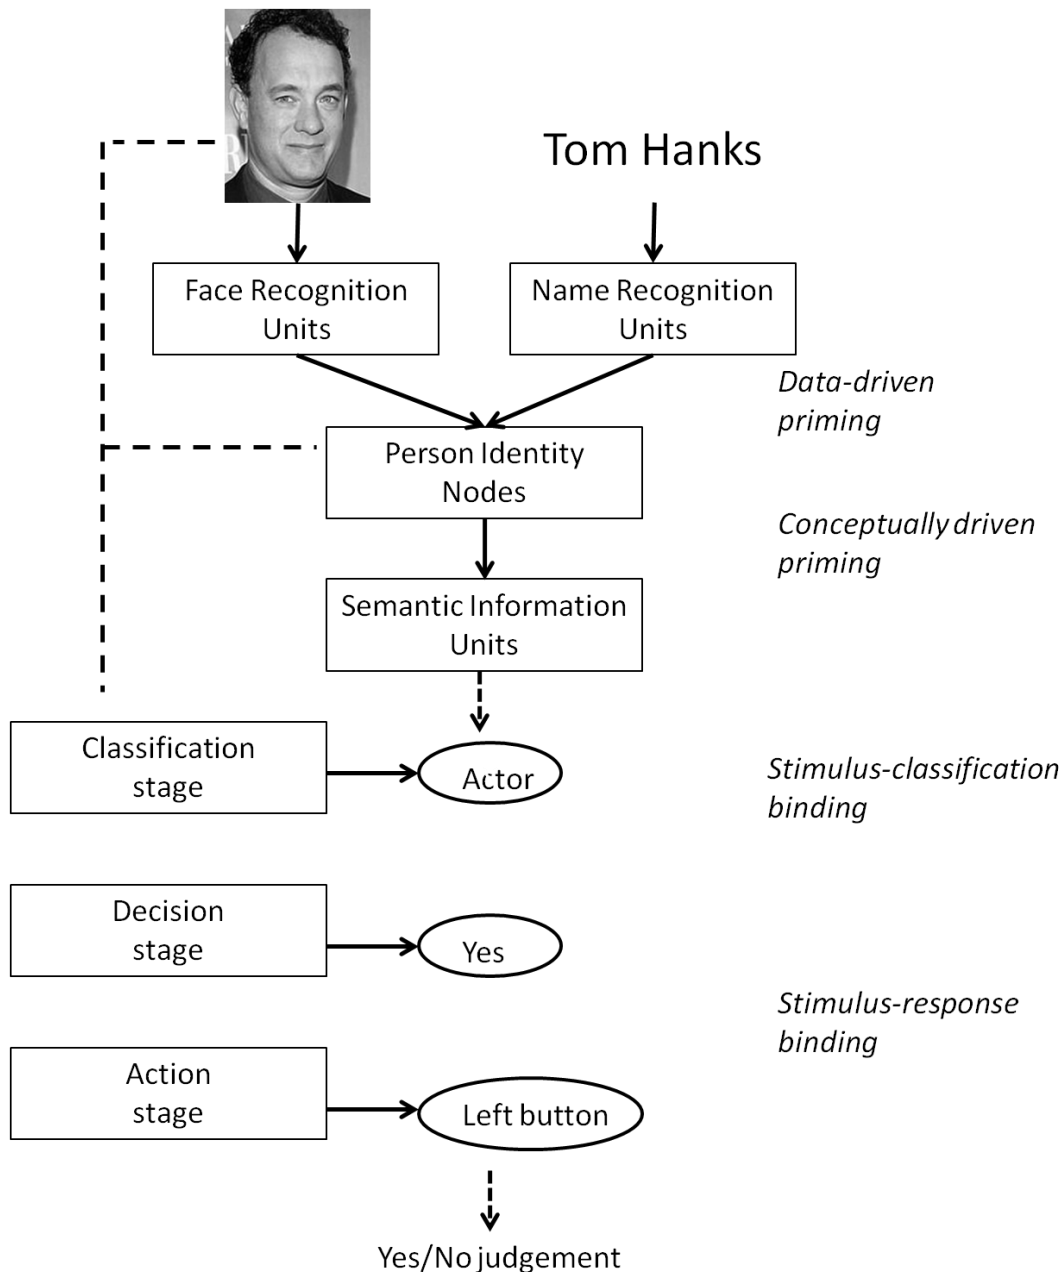 Tom Hanks
Face Recognition
Units
Name Recognition
Units
Data-driven
priming
Person Identity
Nodes
Conceptually driven
priming
Semantic Information
Units
Classification
stage
Actor
Stimulus-classification
binding
Decision
stage
Yes
Stimulus-response
binding
Action
stage
Left button
Yes/No judgement